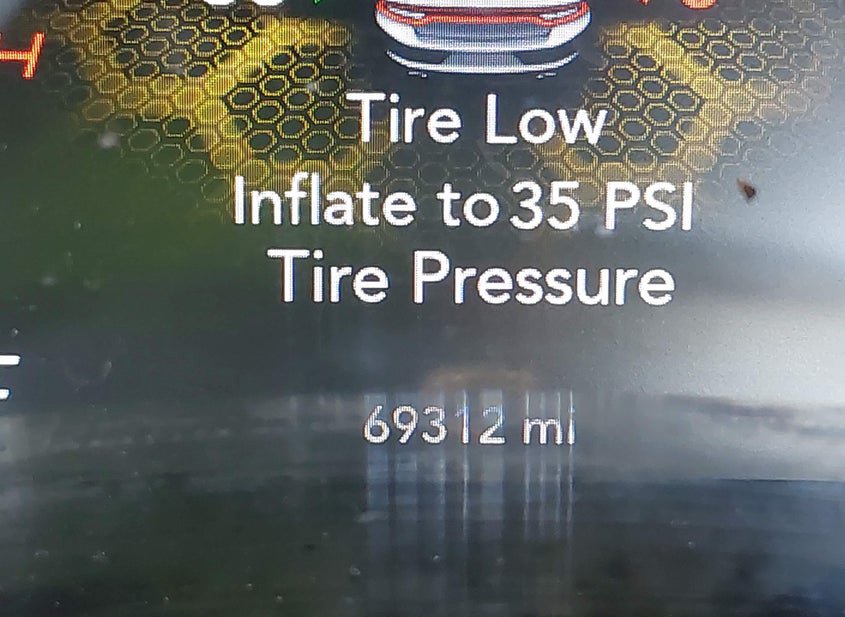 Tire Low
Inflate to 35 PSI
Tire Pressure
69312 mi